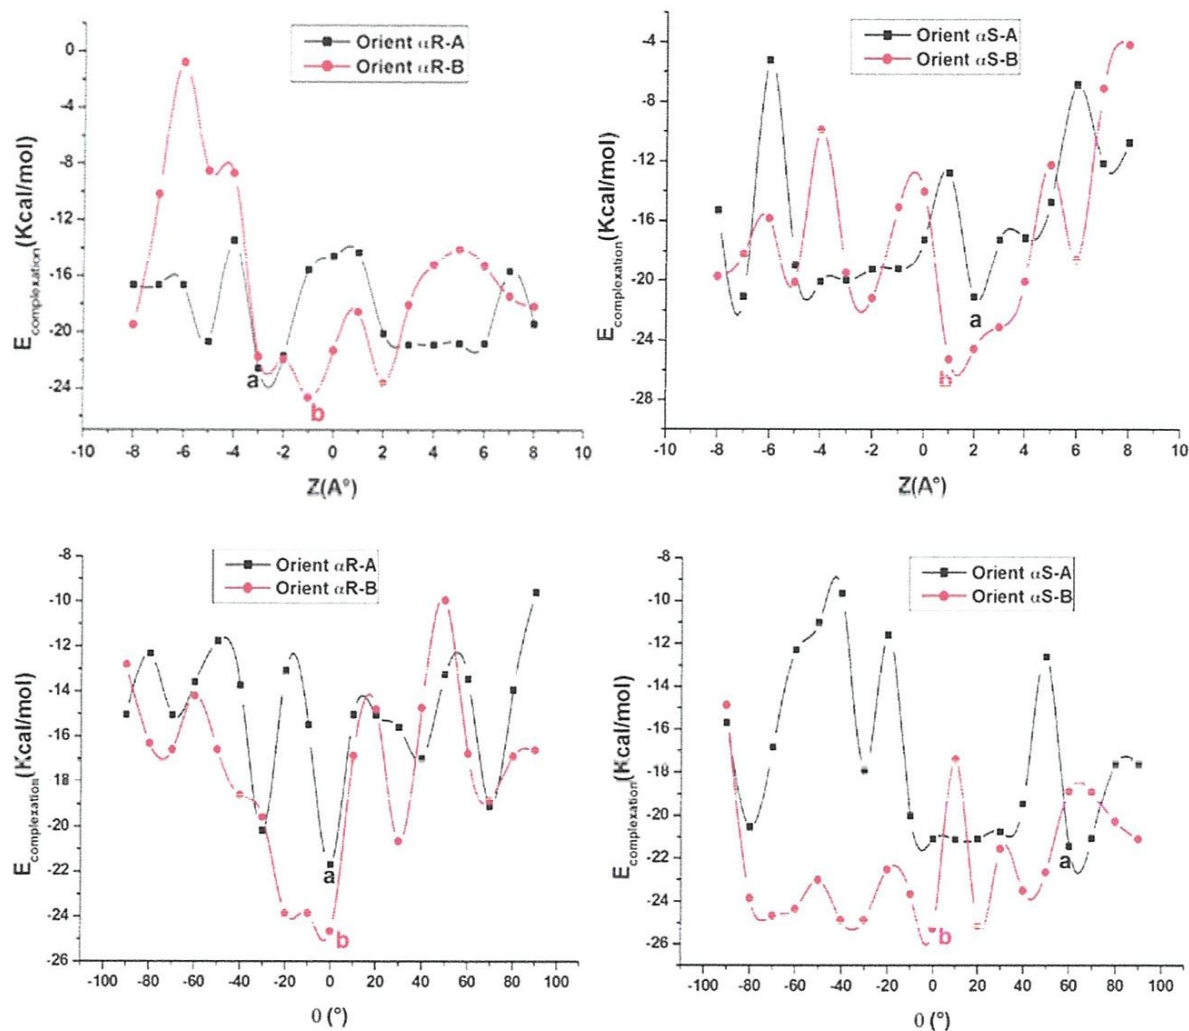 Orient αR-A
Orient αR-B
E complexation (Kcal/mol)
0
-4
-8
-12
-16
-20
-24
a
b
-10 -8 -6 -4 -2 0 2 4 6 8 10
Z(A°)
Orient αS-A
Orient αS-B
E complexation (Kcal/mol)
-4
-8
-12
-16
-20
-24
-28
a
b
-10 -8 -6 -4 -2 0 2 4 6 8 10
Z(A°)
Orient αR-A
Orient αR-B
E complexation (Kcal/mol)
-8
-10
-12
-14
-16
-18
-20
-22
-24
-26
a
b
-100 -80 -60 -40 -20 0 20 40 60 80 100
θ (°)
Orient αS-A
Orient αS-B
E complexation (Kcal/mol)
-8
-10
-12
-14
-16
-18
-20
-22
-24
-26
a
b
-100 -80 -60 -40 -20 0 20 40 60 80 100
θ (°)